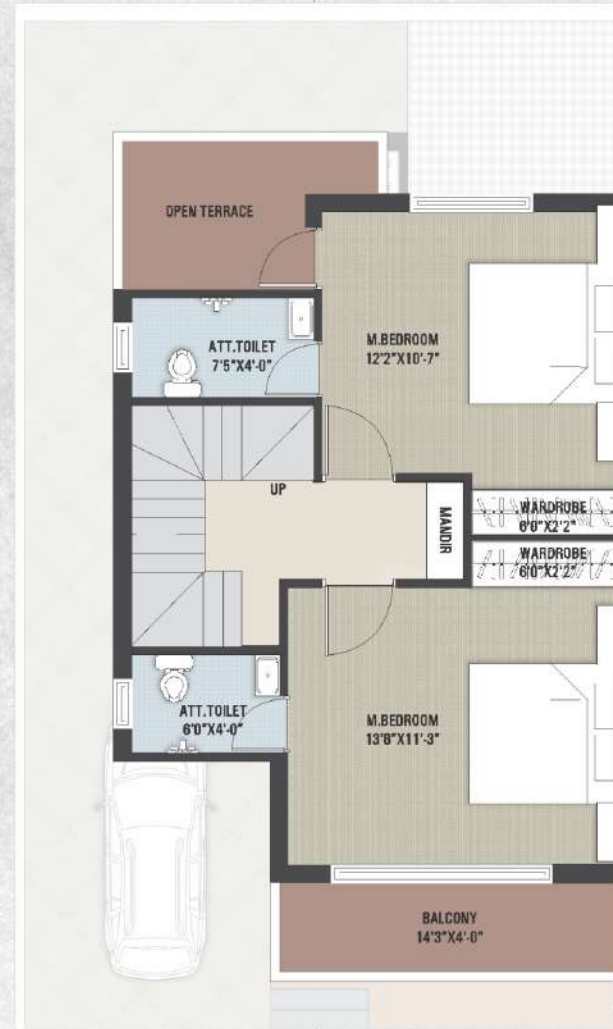 OPEN TERRACE
ATT.TOILET
7'5"X4'-0"
M.BEDROOM
12'2"X10'-7"
UP
MANDIR
WARDROBE
6'0"X2'2"
WARDROBE
6'0"X2'2"
ATT.TOILET
6'0"X4'-0"
M.BEDROOM
13'8"X11'-3"
BALCONY
14'3"X4'-0"